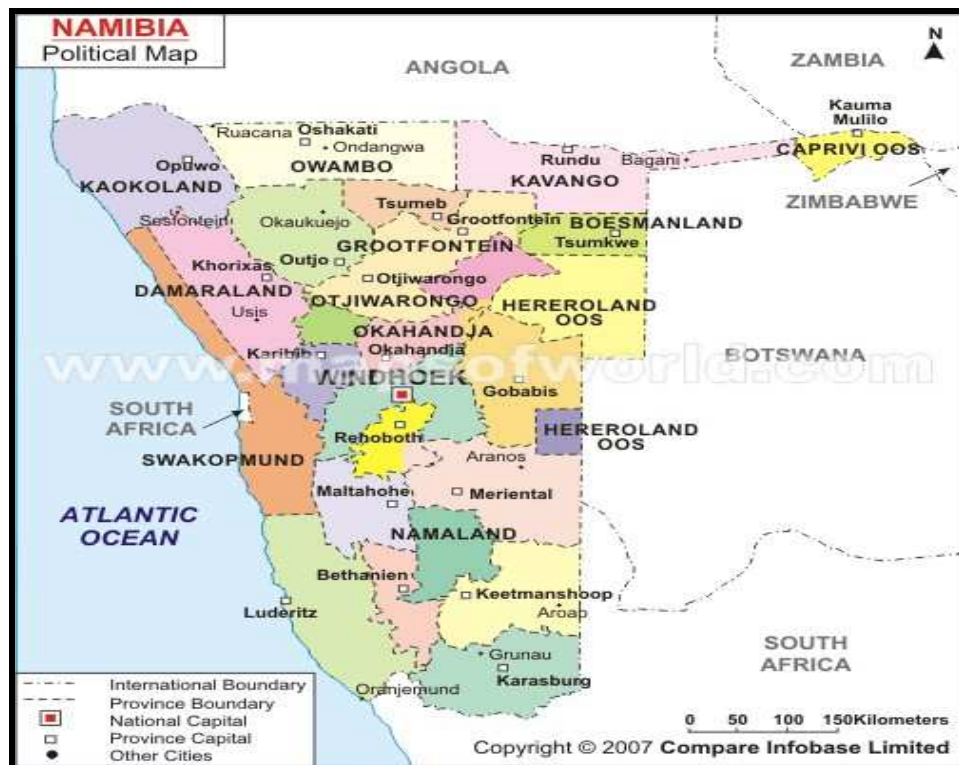 NAMIBIA
Political Map
N
ANGOLA
ZAMBIA
Kauma
Mulilo
Ruacana
Oshakati
Ondangwa
CAPRIVI OOS
Opuwo
OWAMBO
Rundu
Bagani
KAOKOLAND
KAVANGO
ZIMBABWE
Tsumeb
Sesfontein
Okaukuejo
Grootfontein
BOESMANLAND
GROOTFONTEIN
Tsumkwe
Khorixas
Outjo
Otjiwarongo
DAMARALAND
OTJIWARONGO
HEREROLAND
OOS
Usis
OKAHANDJA
Karibib
Okahandja
BOTSWANA
WINDHOEK
Gobabis
SOUTH
AFRICA
Rehoboth
HEREROLAND
OOS
SWAKOPMUND
Aranos
Maltahohe
Meriental
ATLANTIC
OCEAN
NAMALAND
Bethanien
Keetmanshoop
Luderitz
Aroab
SOUTH
AFRICA
Grunau
Karasburg
Oranjemund
International Boundary
Province Boundary
National Capital
Province Capital
Other Cities
0 50 100 150Kilometers
Copyright © 2007 Compare Infobase Limited